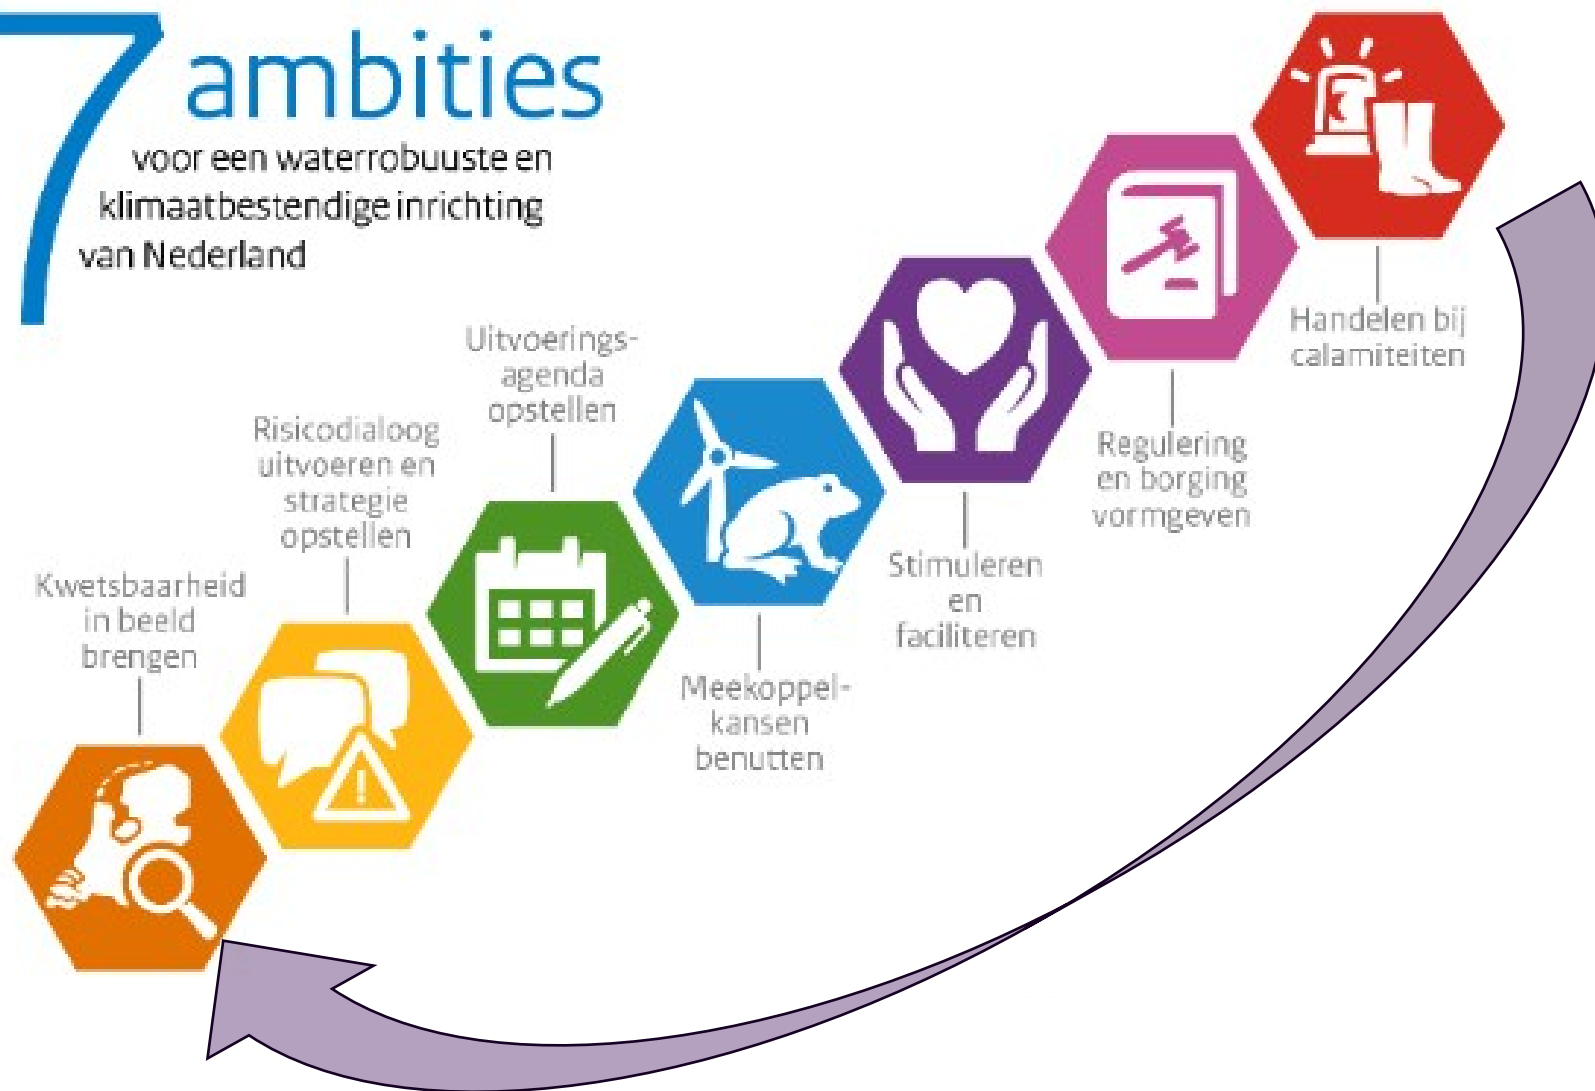 7 ambities
voor een waterrobuuste en
klimaatbestendige inrichting
van Nederland
Kwetsbaarheid
in beeld
brengen
Risicodialoog
uitvoeren en
strategie
opstellen
Uitvoerings-
agenda
opstellen
Meekoppel-
kansen
benutten
Stimuleren
en
faciliteren
Regulering
en borging
vormgeven
Handelen bij
calamiteiten